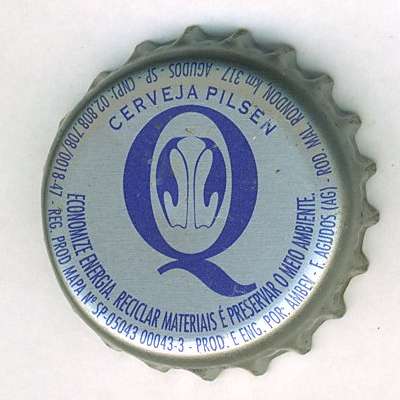 CERVEJA PILSEN
Q
ECONOMIZE ENERGIA. RECICLAR MATERIAIS É PRESERVAR O MEIO AMBIENTE.
REG. PROD MAPA Nº SP-05043 00043-3 - PROD. E ENG. POR. AMBEV - F. AGUDOS (AG) - ROD. MAL. RONDON km 317 - AGUDOS - SP - CNPJ. 02.808.708/0018-47 -